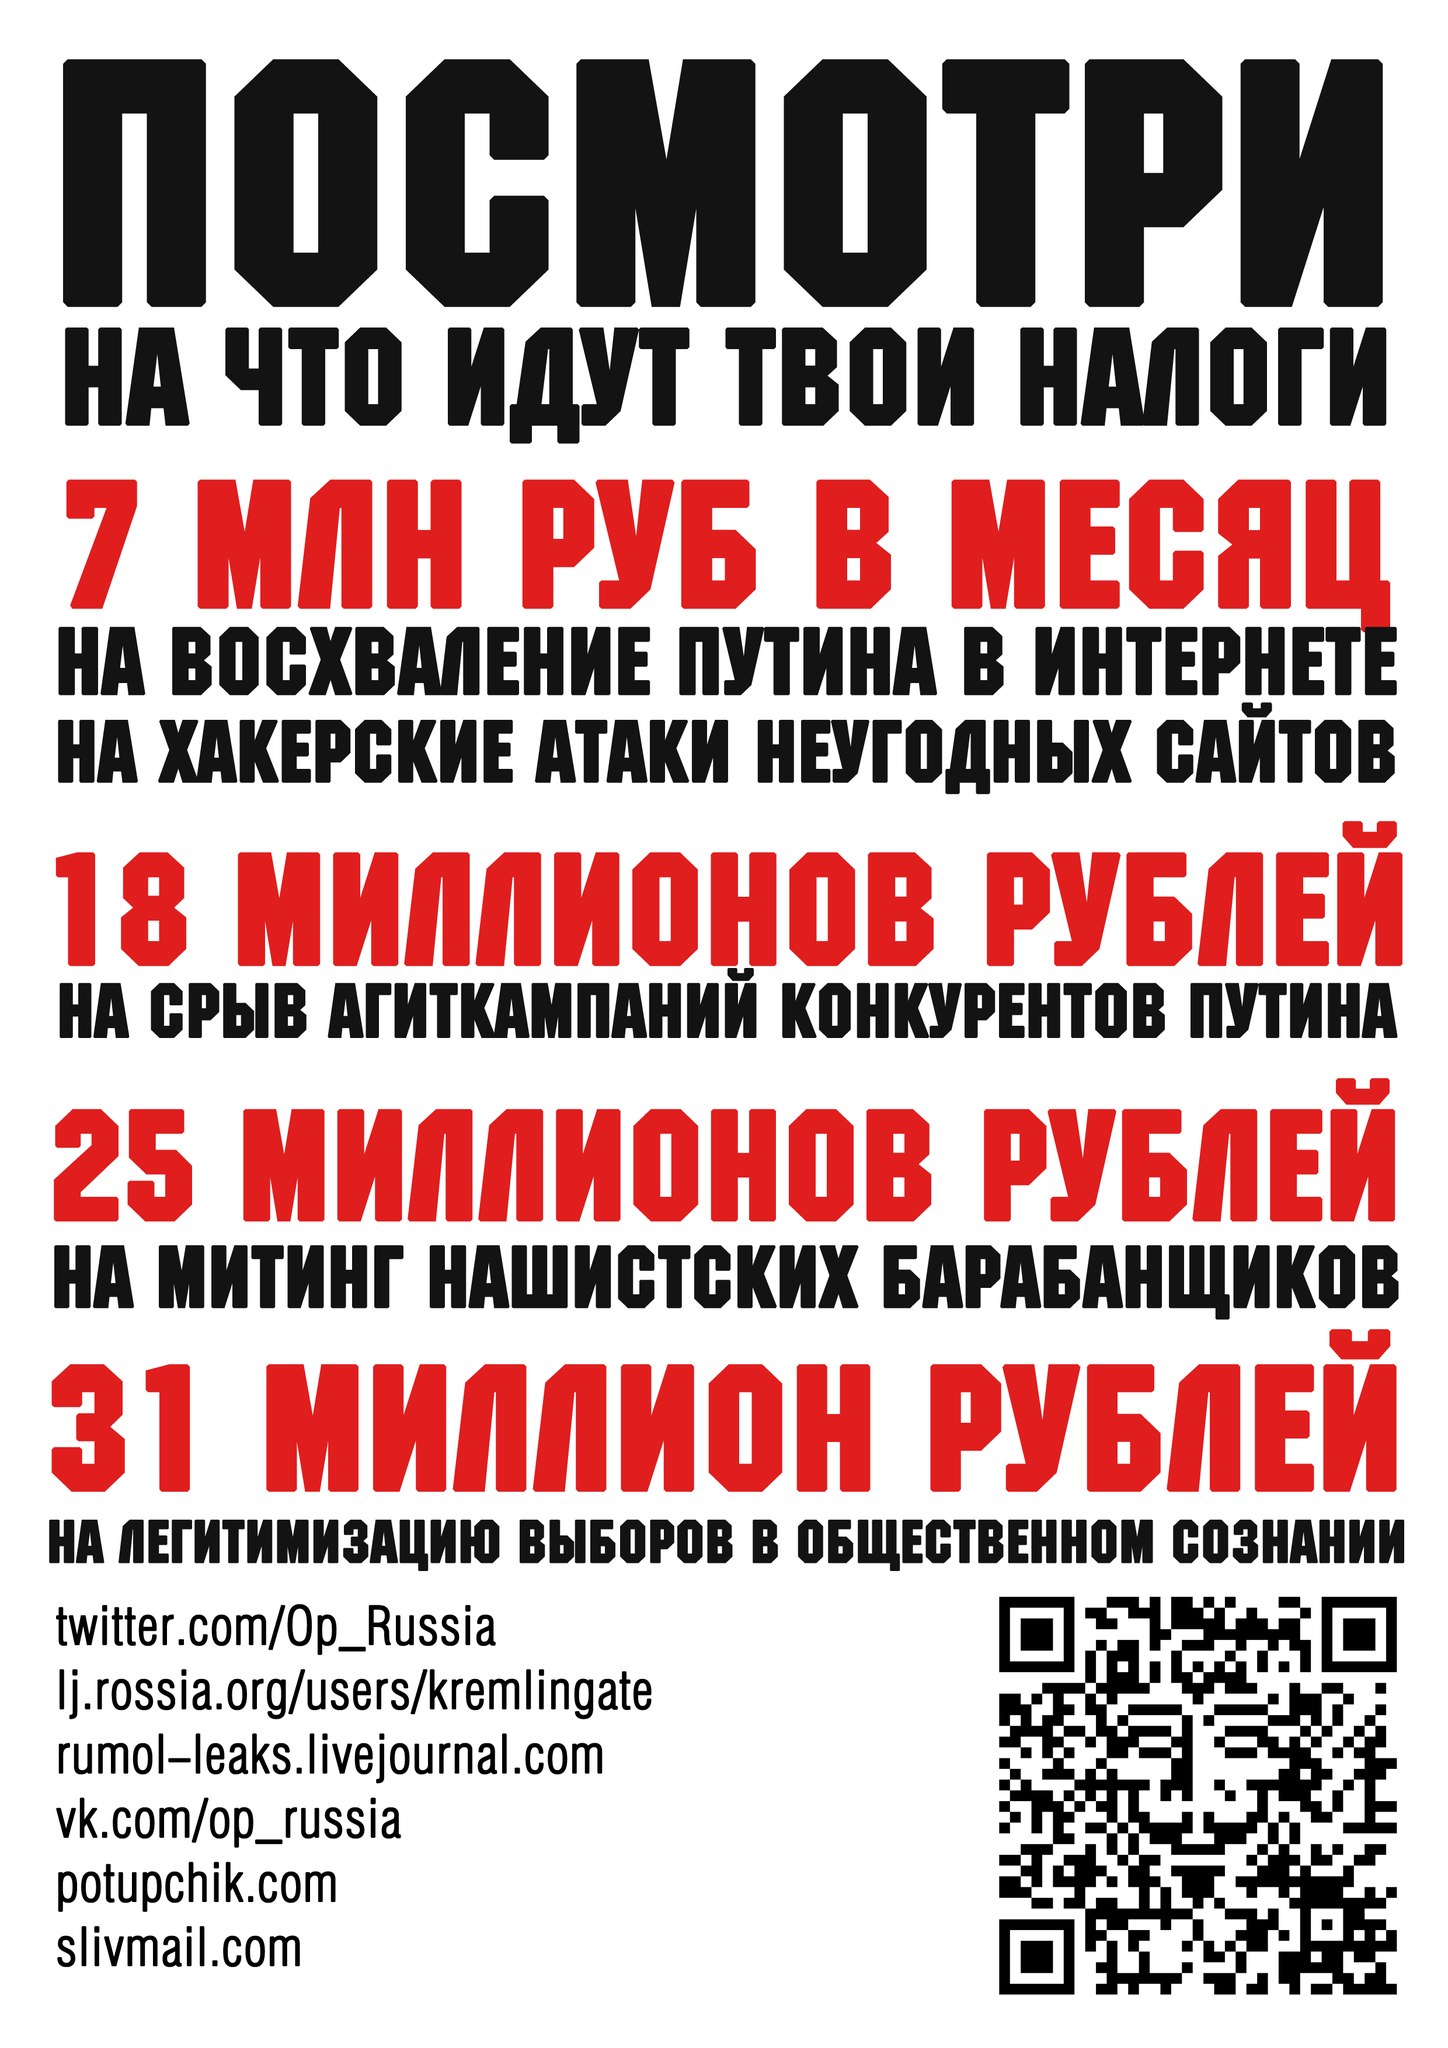 ПОСМОТРИ
НА ЧТО ИДУТ ТВОИ НАЛОГИ
7 МЛН РУБ В МЕСЯЦ
НА ВОСХВАЛЕНИЕ ПУТИНА В ИНТЕРНЕТЕ
НА ХАКЕРСКИЕ АТАКИ НЕУГОДНЫХ САЙТОВ
18 МИЛЛИОНОВ РУБЛЕЙ
НА СРЫВ АГИТКАМПАНИЙ КОНКУРЕНТОВ ПУТИНА
25 МИЛЛИОНОВ РУБЛЕЙ
НА МИТИНГ НАШИСТСКИХ БАРАБАНЩИКОВ
31 МИЛЛИОН РУБЛЕЙ
НА ЛЕГИТИМИЗАЦИЮ ВЫБОРОВ В ОБЩЕСТВЕННОМ СОЗНАНИИ
twitter.com/Op_Russia
lj.rossia.org/users/kremlingate
rumol-leaks.livejournal.com
vk.com/op_russia
potupchik.com
slivmail.com